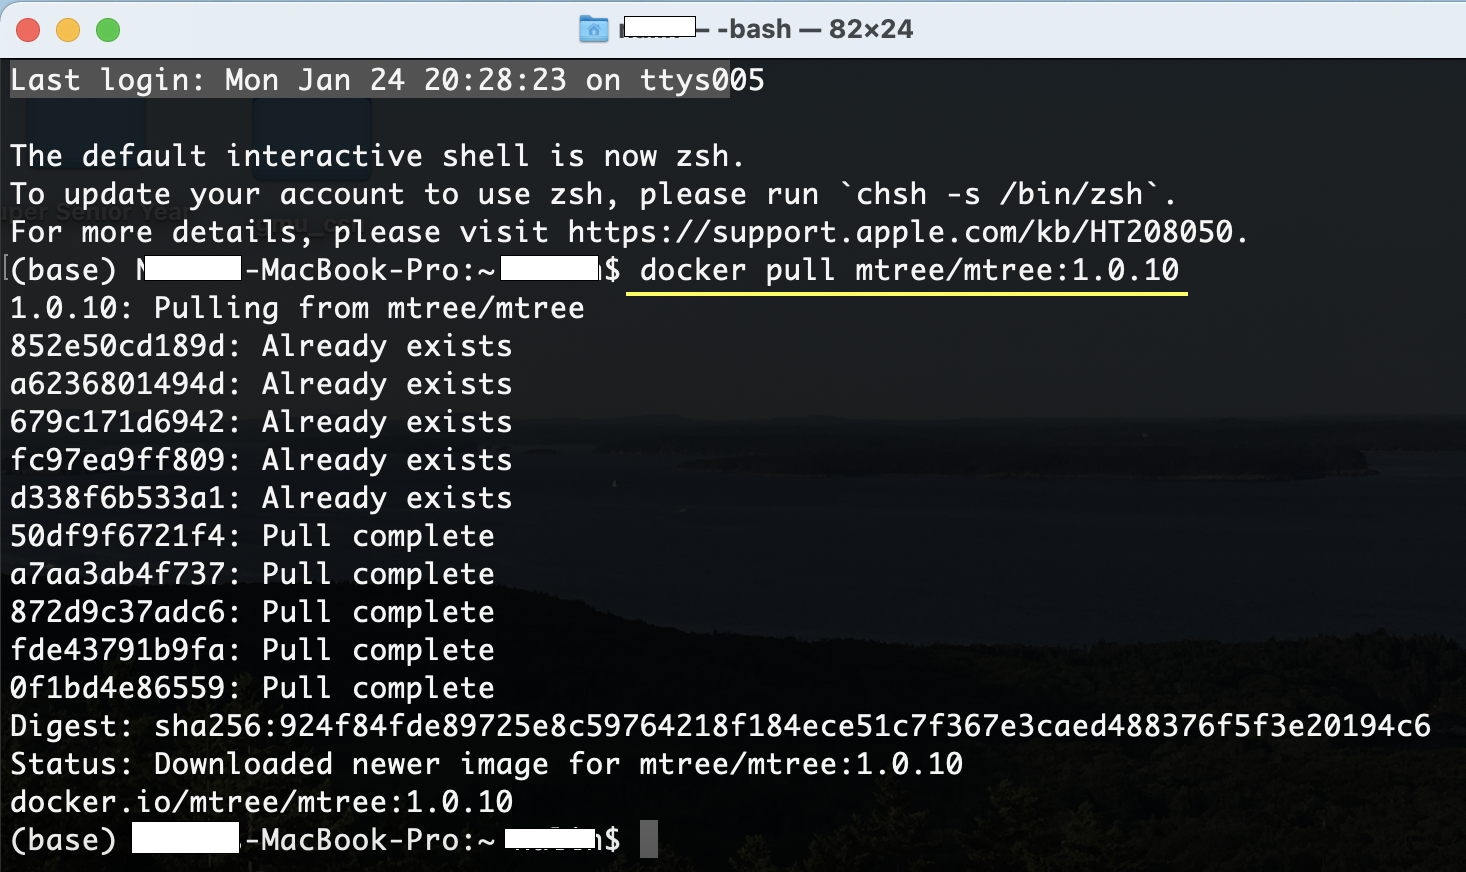 -bash — 82×24
Last login: Mon Jan 24 20:28:23 on ttys005
The default interactive shell is now zsh.
To update your account to use zsh, please run `chsh -s /bin/zsh`.
For more details, please visit https://support.apple.com/kb/HT208050.
(base) -MacBook-Pro:~ $ docker pull mtree/mtree:1.0.10
1.0.10: Pulling from mtree/mtree
852e50cd189d: Already exists
a6236801494d: Already exists
679c171d6942: Already exists
fc97ea9ff809: Already exists
d338f6b533a1: Already exists
50df9f6721f4: Pull complete
a7aa3ab4f737: Pull complete
872d9c37adc6: Pull complete
fde43791b9fa: Pull complete
0f1bd4e86559: Pull complete
Digest: sha256:924f84fde89725e8c59764218f184ece51c7f367e3caed488376f5f3e20194c6
Status: Downloaded newer image for mtree/mtree:1.0.10
docker.io/mtree/mtree:1.0.10
(base) -MacBook-Pro:~ $